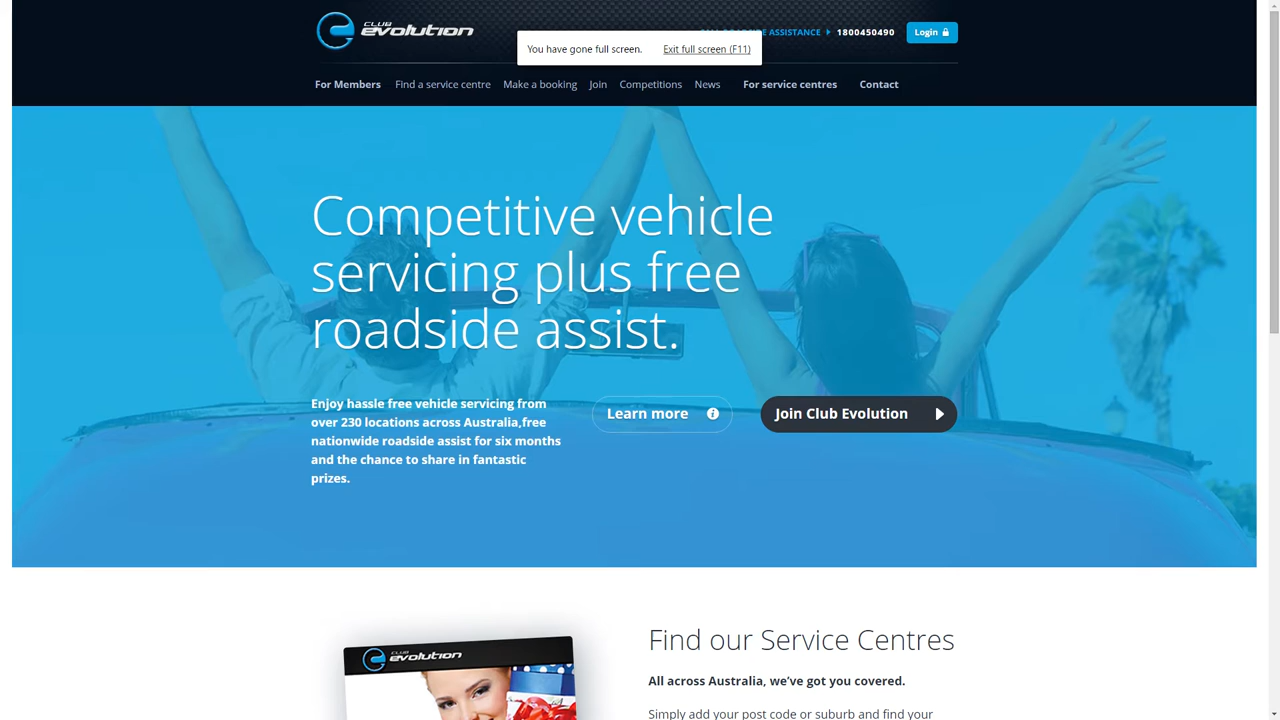 CLUB
evolution
ASSISTANCE
1800450490
Login
You have gone full screen. Exit full screen (F11)
For Members
Find a service centre
Make a booking
Join
Competitions
News
For service centres
Contact
Competitive vehicle
servicing plus free
roadside assist.
Enjoy hassle free vehicle servicing from
over 230 locations across Australia,free
nationwide roadside assist for six months
and the chance to share in fantastic
prizes.
Learn more
Join Club Evolution
CLUB
evolution
Find our Service Centres
All across Australia, we've got you covered.
Simply add your post code or suburb and find your